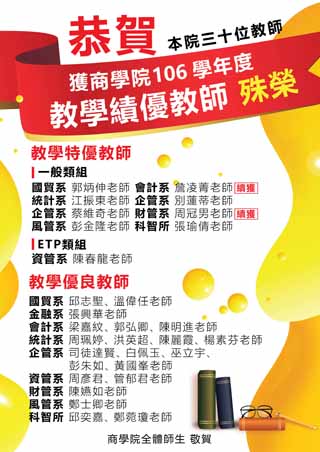 恭賀 本院三十位教師
獲商學院106 學年度
教學績優教師 殊榮
教學特優教師
一般類組
國貿系 郭炳伸老師 會計系 詹凌菁老師 續獲
統計系 江振東老師 企管系 別蓮蒂老師
企管系 蔡維奇老師 財管系 周冠男老師 續獲
風管系 彭金隆老師 科智所 張瑜倩老師
ETP類組
資管系 陳春龍老師
教學優良教師
國貿系 邱志聖、溫偉任老師
金融系 張興華老師
會計系 梁嘉紋、郭弘卿、陳明進老師
統計系 周珮婷、洪英超、陳麗霞、楊素芬老師
企管系 司徒達賢、白佩玉、巫立宇、
彭朱如、黃國峯老師
資管系 周彥君、管郁君老師
財管系 陳嬿如老師
風管系 鄭士卿老師
科智所 邱奕嘉、鄭菀瓊老師
商學院全體師生 敬賀